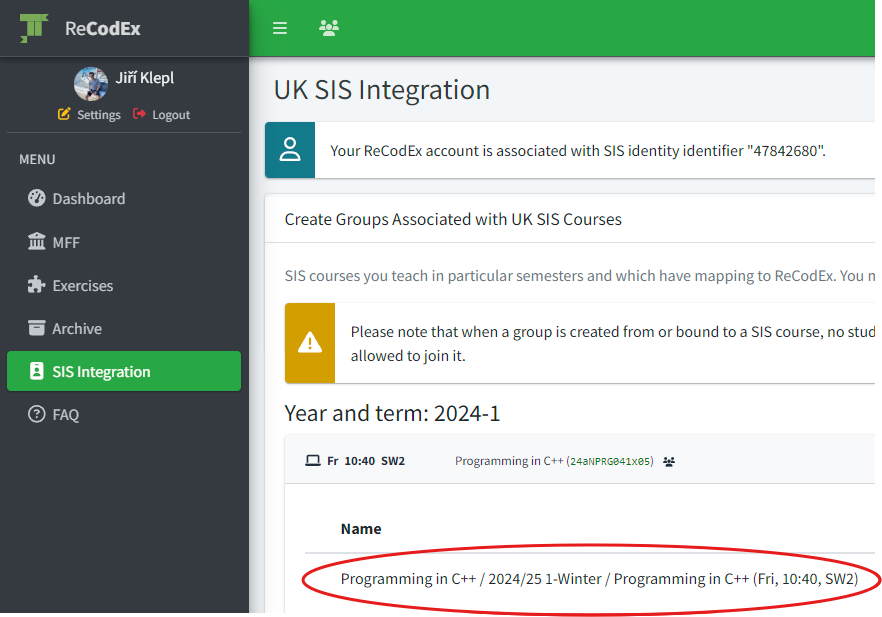 ReCodEx
Jiří Klepl
Settings Logout
MENU
Dashboard
MFF
Exercises
Archive
SIS Integration
FAQ
UK SIS Integration
Your ReCodEx account is associated with SIS identity identifier "47842680".
Create Groups Associated with UK SIS Courses
SIS courses you teach in particular semesters and which have mapping to ReCodEx. You
Please note that when a group is created from or bound to a SIS course, no stud
allowed to join it.
Year and term: 2024-1
Fr 10:40 SW2 Programming in C++ (24aNPRG041x05)
Name
Programming in C++ / 2024/25 1-Winter / Programming in C++ (Fri, 10:40, SW2)